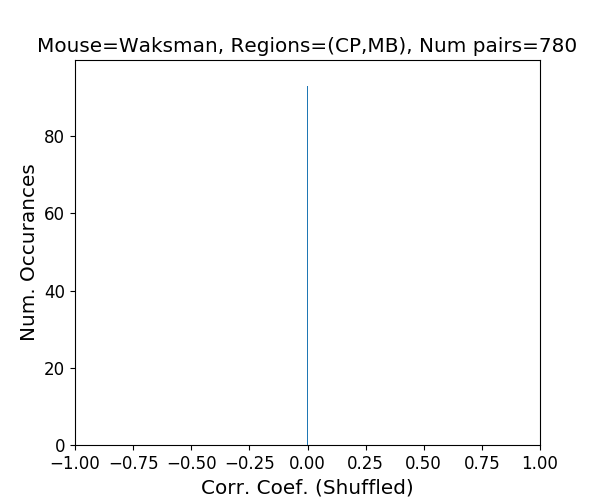 Mouse=Waksman, Regions=(CP,MB), Num pairs=780
Num. Occurances
80
60
40
20
0
−1.00 −0.75 −0.50 −0.25 0.00 0.25 0.50 0.75 1.00
Corr. Coef. (Shuffled)